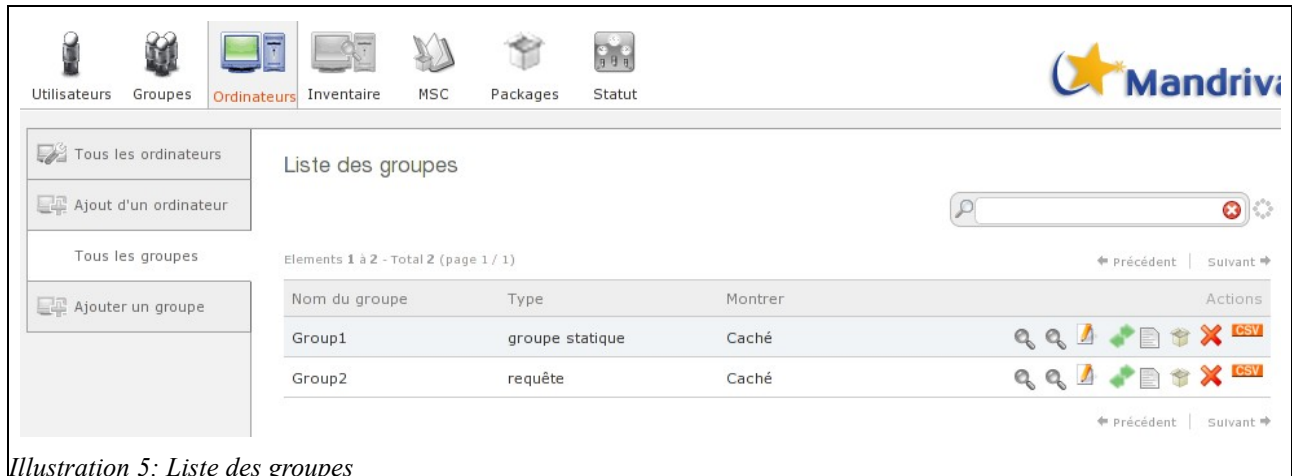 Utilisateurs Groupes Ordinateurs Inventaire MSC Packages Statut
Tous les ordinateurs
Ajout d'un ordinateur
Tous les groupes
Ajouter un groupe
Liste des groupes
Elements 1 à 2 - Total 2 (page 1 / 1)
Précédent | Suivant
Nom du groupe Type Montrer Actions
Group1 groupe statique Caché CSV
Group2 requête Caché CSV
Précédent | Suivant
Illustration 5: Liste des groupes